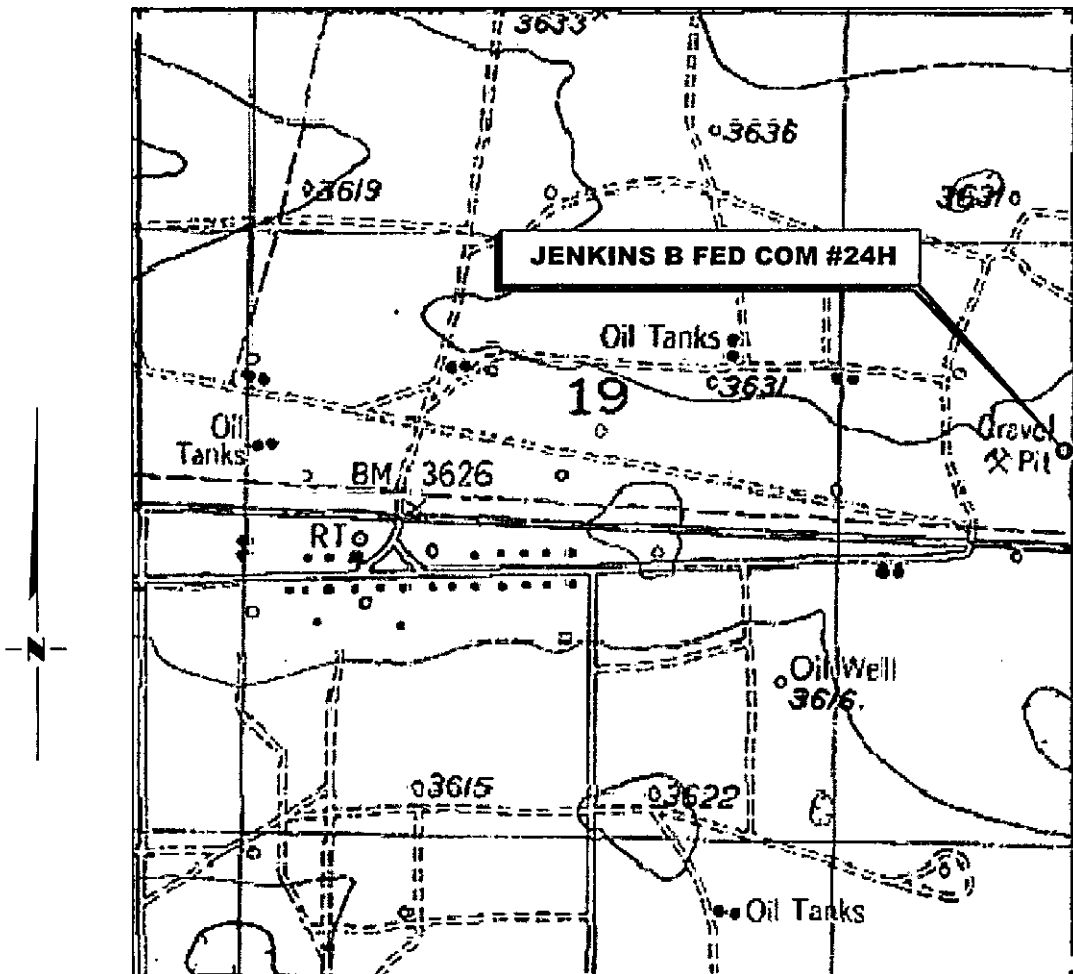 3633
3636
3619
3631
JENKINS B FED COM #24H
Oil Tanks
3631
19
Oil
Tanks
Gravel
Pit
BM 3626
RT
Oil Well
3616
N
3615
3622
Oil Tanks